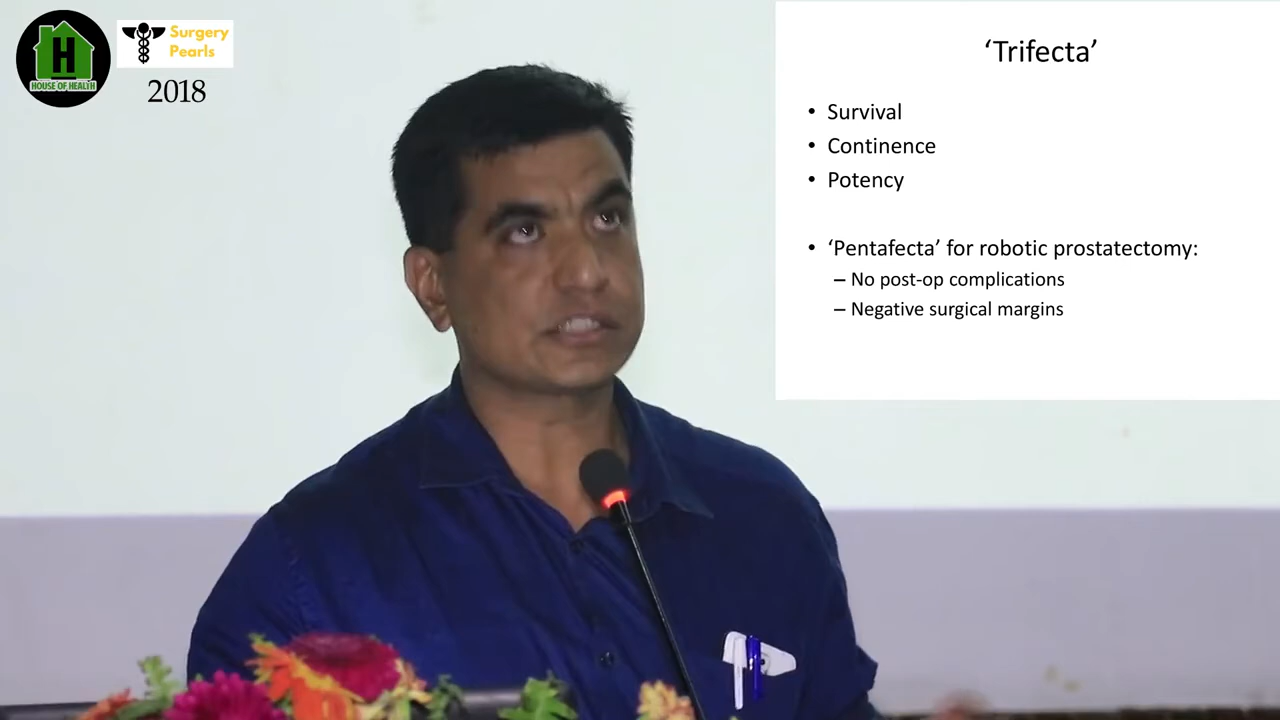 H
HOUSE OF HEALTH
Surgery
Pearls
2018
‘Trifecta’
• Survival
• Continence
• Potency
• ‘Pentafecta’ for robotic prostatectomy:
– No post-op complications
– Negative surgical margins